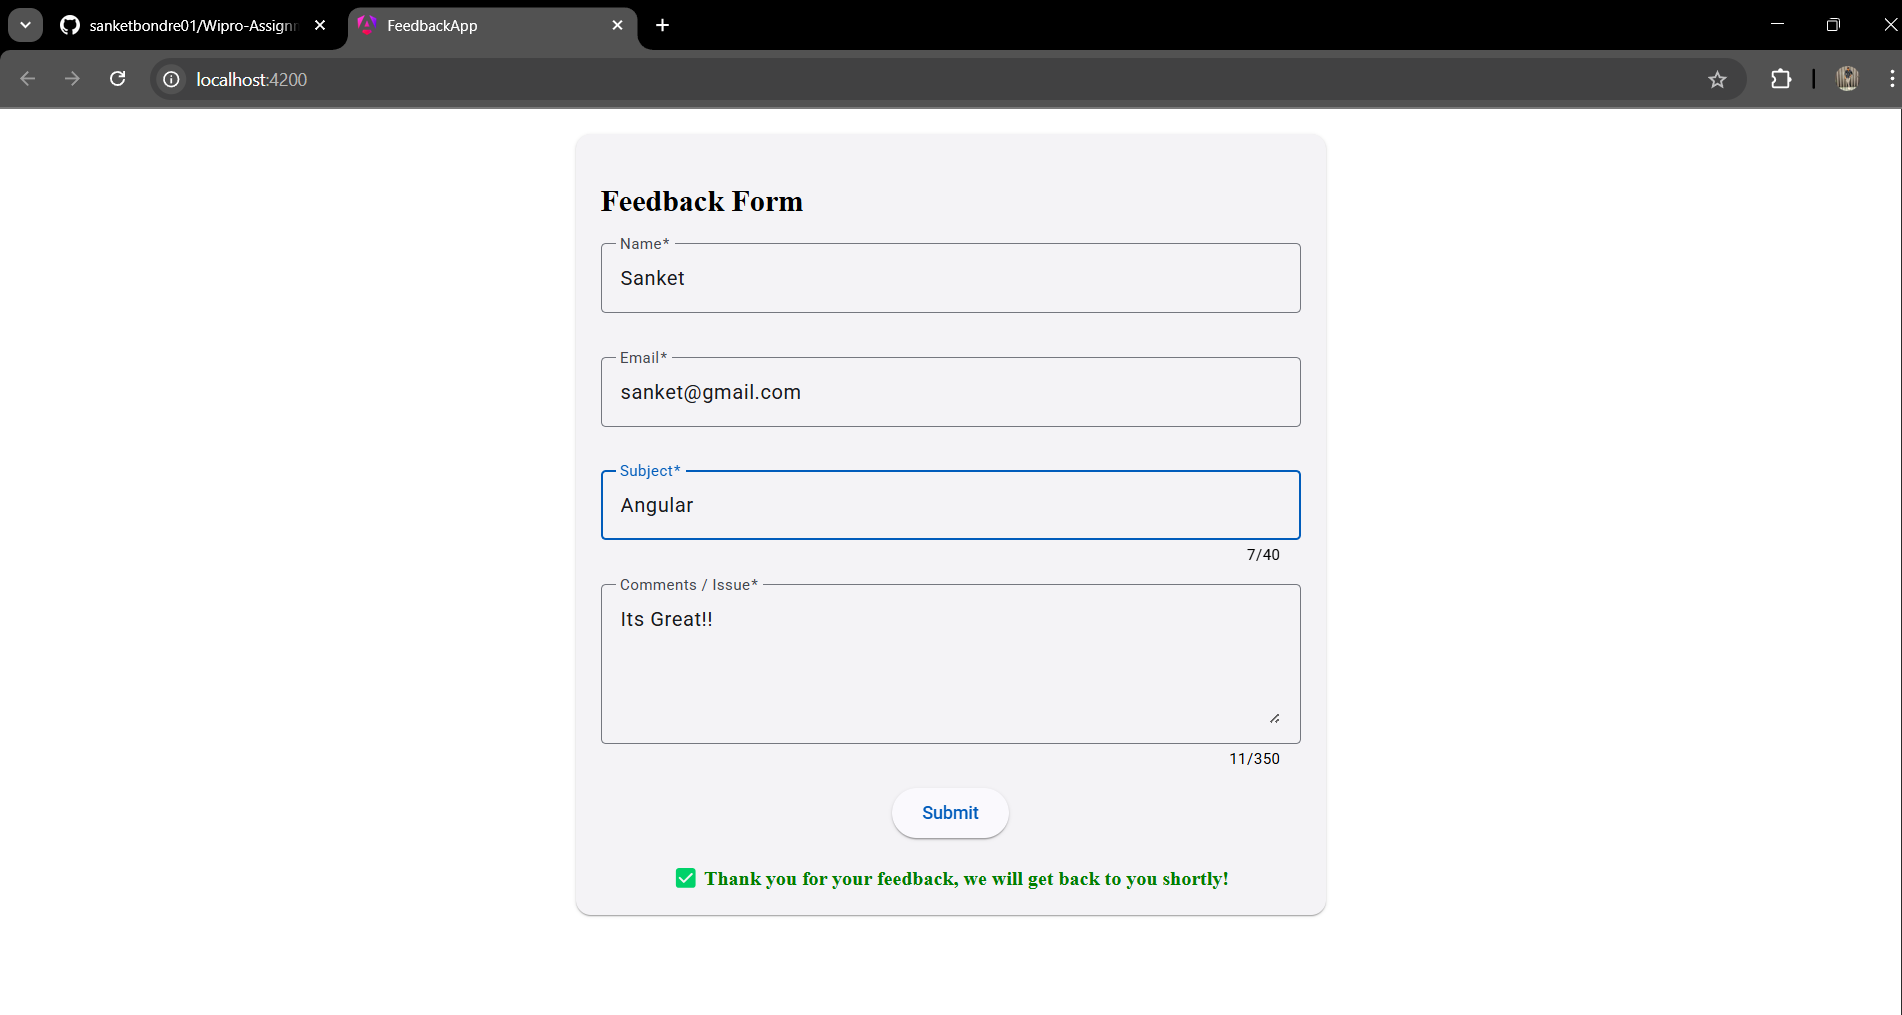 sanketbondre01/Wipro-Assignn
FeedbackApp
localhost:4200
Feedback Form
Name*
Sanket
Email*
sanket@gmail.com
Subject*
Angular
7/40
Comments / Issue*
Its Great!!
11/350
Submit
Thank you for your feedback, we will get back to you shortly!